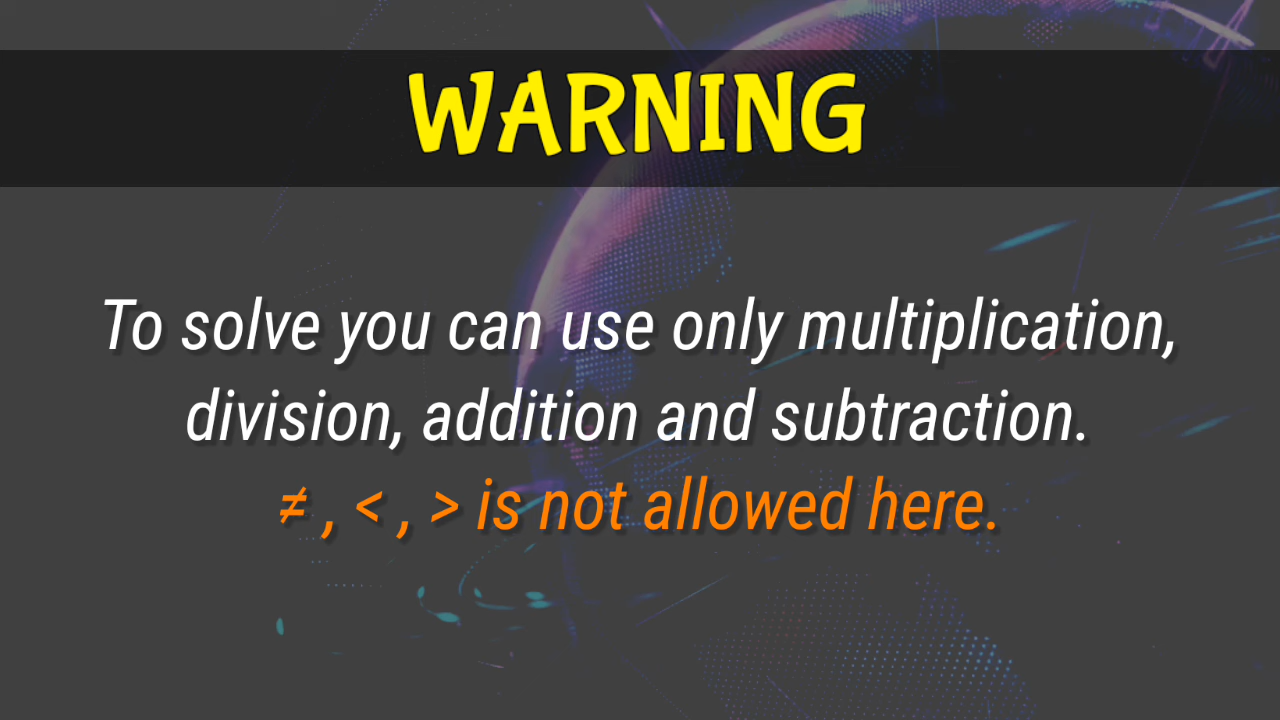 WARNING
To solve you can use only multiplication,
division, addition and subtraction.
≠ , < , > is not allowed here.